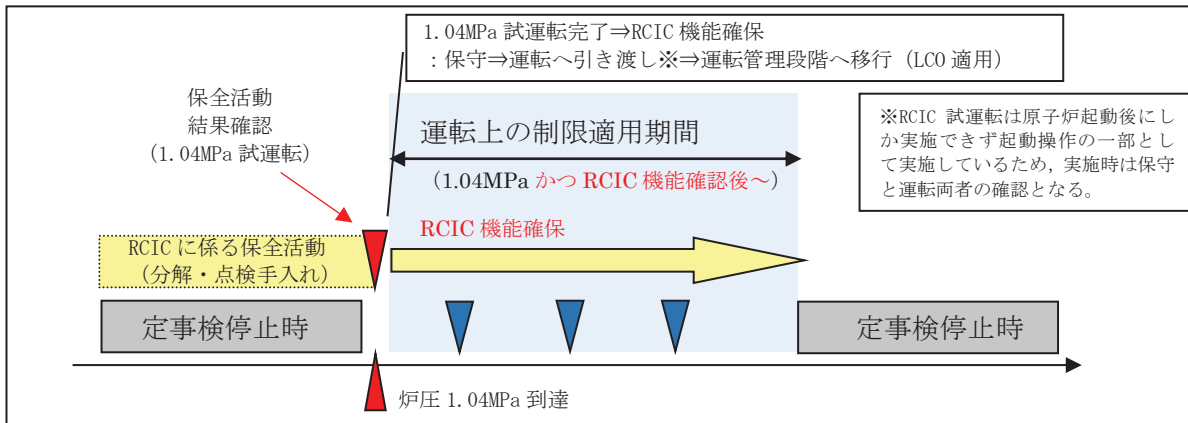 1.04MPa 試運転完了⇒RCIC 機能確保
：保守⇒運転へ引き渡し※⇒運転管理段階へ移行（LCO 適用）
保全活動
結果確認
（1.04MPa 試運転）
運転上の制限適用期間
（1.04MPa かつ RCIC 機能確認後～）
※RCIC 試運転は原子炉起動後にし
か実施できず起動操作の一部とし
て実施しているため，実施時は保守
と運転両者の確認となる。
RCIC 機能確保
RCIC に係る保全活動
（分解・点検手入れ）
定事検停止時
定事検停止時
炉圧 1.04MPa 到達